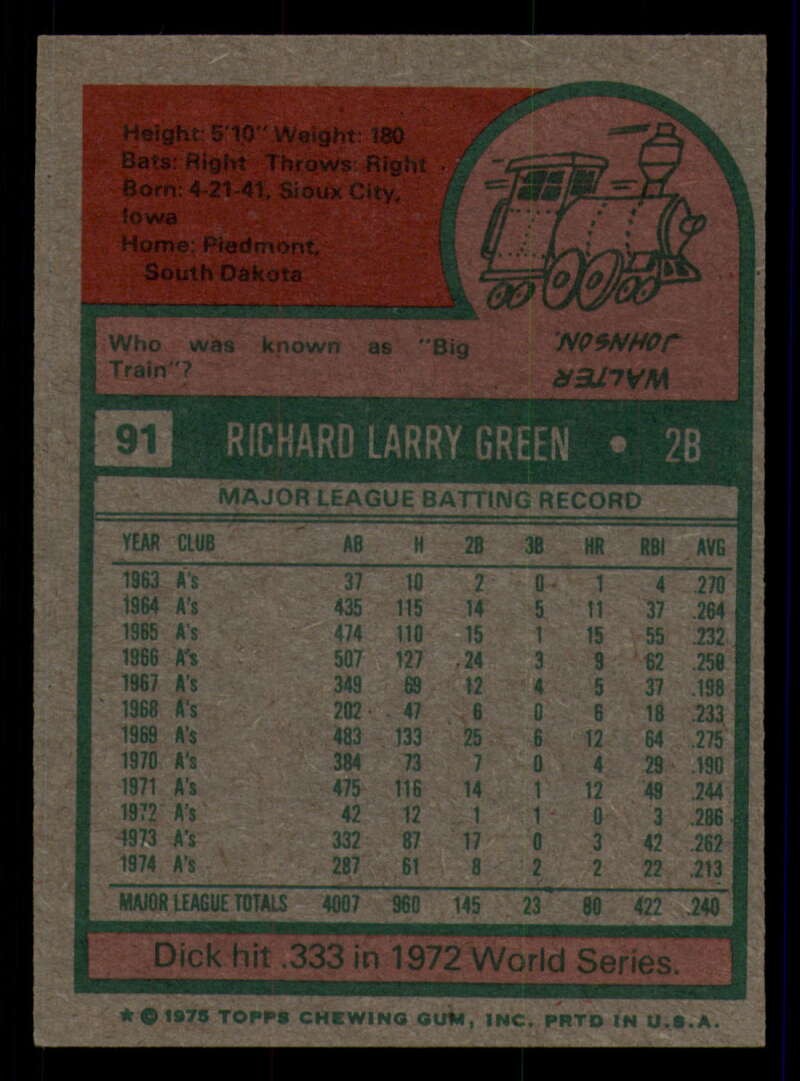 Height: 5'10" Weight: 180
Bats: Right Throws: Right
Born: 4-21-41, Sioux City,
Iowa
Home: Piedmont,
South Dakota
Who was known as "Big
Train"?
WALTER
JOHNSON.
91 RICHARD LARRY GREEN • 2B
MAJOR LEAGUE BATTING RECORD
YEAR CLUB AB H 2B 3B HR RBI AVG
1963 A's 37 10 2 0 1 4 .270
1964 A's 435 115 14 5 11 37 .264
1965 A's 474 110 15 1 15 55 .232
1966 A's 507 127 24 3 9 62 .250
1967 A's 349 69 12 4 5 37 .198
1968 A's 202 47 6 0 6 18 .233
1969 A's 483 133 25 6 12 64 .275
1970 A's 384 73 7 0 4 29 .190
1971 A's 475 116 14 1 12 49 .244
1972 A's 42 12 1 1 0 3 .286
1973 A's 332 87 17 0 3 42 .262
1974 A's 287 61 8 2 2 22 .213
MAJOR LEAGUE TOTALS 4007 960 145 23 80 422 .240
Dick hit .333 in 1972 World Series.
★ © 1975 TOPPS CHEWING GUM, INC. PRTD IN U.S.A.